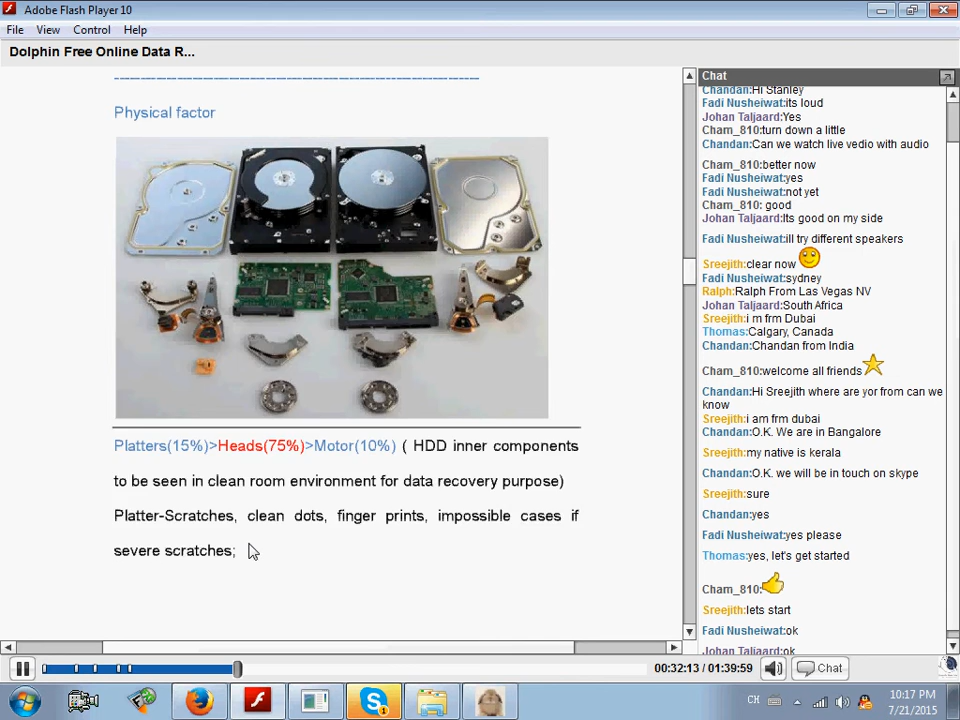 Adobe Flash Player 10
File View Control Help
Dolphin Free Online Data R...
Physical factor
Platters(15%)>Heads(75%)>Motor(10%) ( HDD inner components
to be seen in clean room environment for data recovery purpose)
Platter-Scratches, clean dots, finger prints, impossible cases if
severe scratches;
Chat
Chandan:Hi Stanley
Fadi Nusheiwat:its loud
Johan Taljaard:Yes
Cham_810:turn down a little
Chandan:Can we watch live vedio with audio
Cham_810:better now
Fadi Nusheiwat:yes
Fadi Nusheiwat:not yet
Cham_810: good
Johan Taljaard:Its good on my side
Fadi Nusheiwat:ill try different speakers
Sreejith:clear now
Fadi Nusheiwat:sydney
Ralph:Ralph From Las Vegas NV
Johan Taljaard:South Africa
Sreejith:i m frm Dubai
Thomas:Calgary, Canada
Chandan:Chandan from India
Cham_810:welcome all friends
Chandan:Hi Sreejith where are yor from can we
know
Sreejith:i am frm dubai
Chandan:O.K. We are in Bangalore
Sreejith:my native is kerala
Chandan:O.K. we will be in touch on skype
Sreejith:sure
Chandan:yes
Fadi Nusheiwat:yes please
Thomas:yes, let's get started
Cham_810:
Sreejith:lets start
Fadi Nusheiwat:ok
Johan Taljaard:ok
00:32:13 / 01:39:59
Chat
CH
10:17 PM
7/21/2015